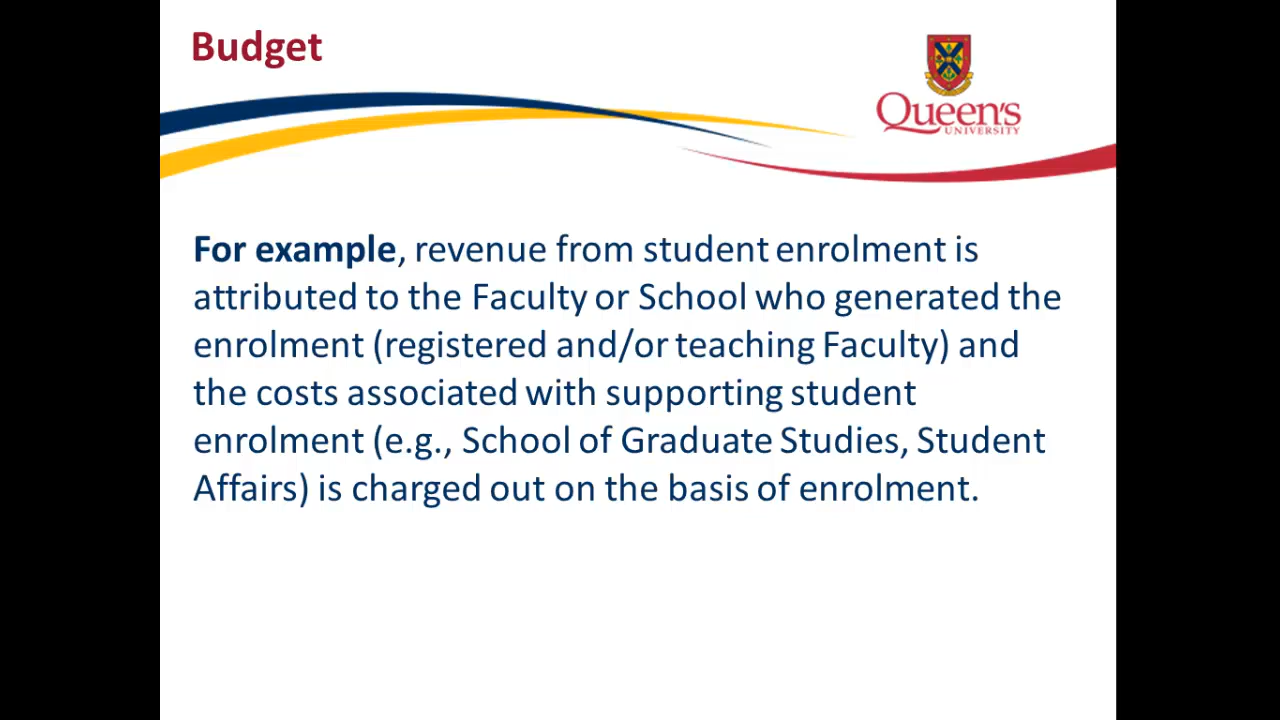 Budget
Queen's
UNIVERSITY
For example, revenue from student enrolment is
attributed to the Faculty or School who generated the
enrolment (registered and/or teaching Faculty) and
the costs associated with supporting student
enrolment (e.g., School of Graduate Studies, Student
Affairs) is charged out on the basis of enrolment.